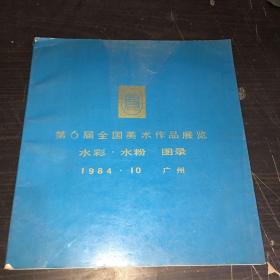 第6届全国美术作品展览
水彩·水粉 图录
1984·10 广州